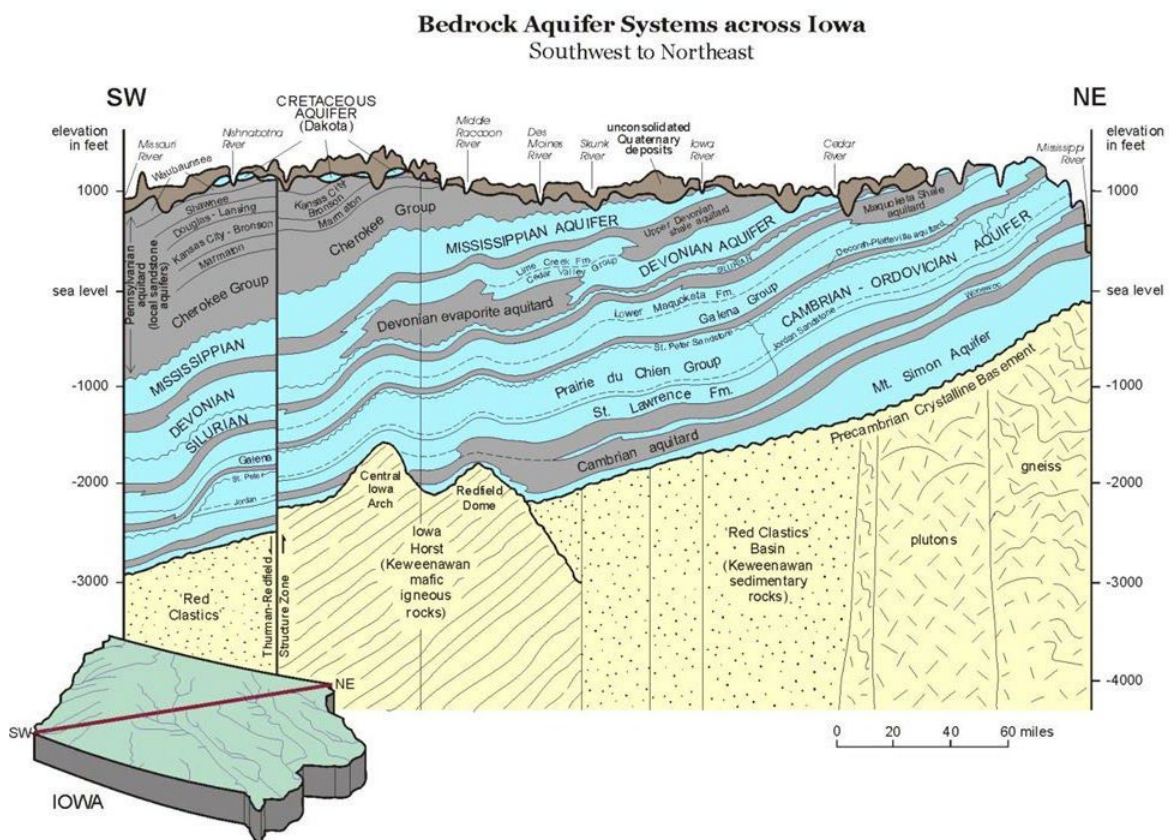 Bedrock Aquifer Systems across Iowa
Southwest to Northeast
SW
NE
elevation
in feet
elevation
in feet
Missouri
River
Waubaunsee
Nishnabotna
River
CRETACEOUS
AQUIFER
(Dakota)
Middle
Raccoon
River
Des
Moines
River
Skunk
River
unconsolidated
Quaternary
deposits
Iowa
River
Cedar
River
Mississippi
River
1000
1000
sea level
sea level
-1000
-1000
-2000
-2000
-3000
-3000
-4000
Pennsylvanian
aquitard
(local sandstone
aquifers)
Shawnee
Douglas - Lansing
Kansas City - Bronson
Marmaton
Cherokee Group
Kansas City
Bronson
Marmaton
Cherokee Group
MISSISSIPPIAN
DEVONIAN
SILURIAN
Galena
St. Peter
Jordan
MISSISSIPPIAN AQUIFER
Upper Devonian
shale aquitard
Lime Creek Fm.
Cedar Valley Group
DEVONIAN AQUIFER
SILURIAN
Maquoketa Shale
aquitard
Devonian evaporite aquitard
Lower Maquoketa Fm.
Decorah-Platteville aquitard
Galena Group
St. Peter Sandstone
CAMBRIAN - ORDOVICIAN AQUIFER
Jordan Sandstone
Wonewoc
Prairie du Chien Group
St. Lawrence Fm.
Mt. Simon Aquifer
Cambrian aquitard
Precambrian Crystalline Basement
Central
Iowa
Arch
Redfield
Dome
Iowa
Horst
(Keweenawan
mafic
igneous
rocks)
'Red Clastics'
Basin
(Keweenawan
sedimentary
rocks)
plutons
gneiss
'Red
Clastics'
Thurman-Redfield
Structure Zone
NE
SW
IOWA
0 20 40 60 miles